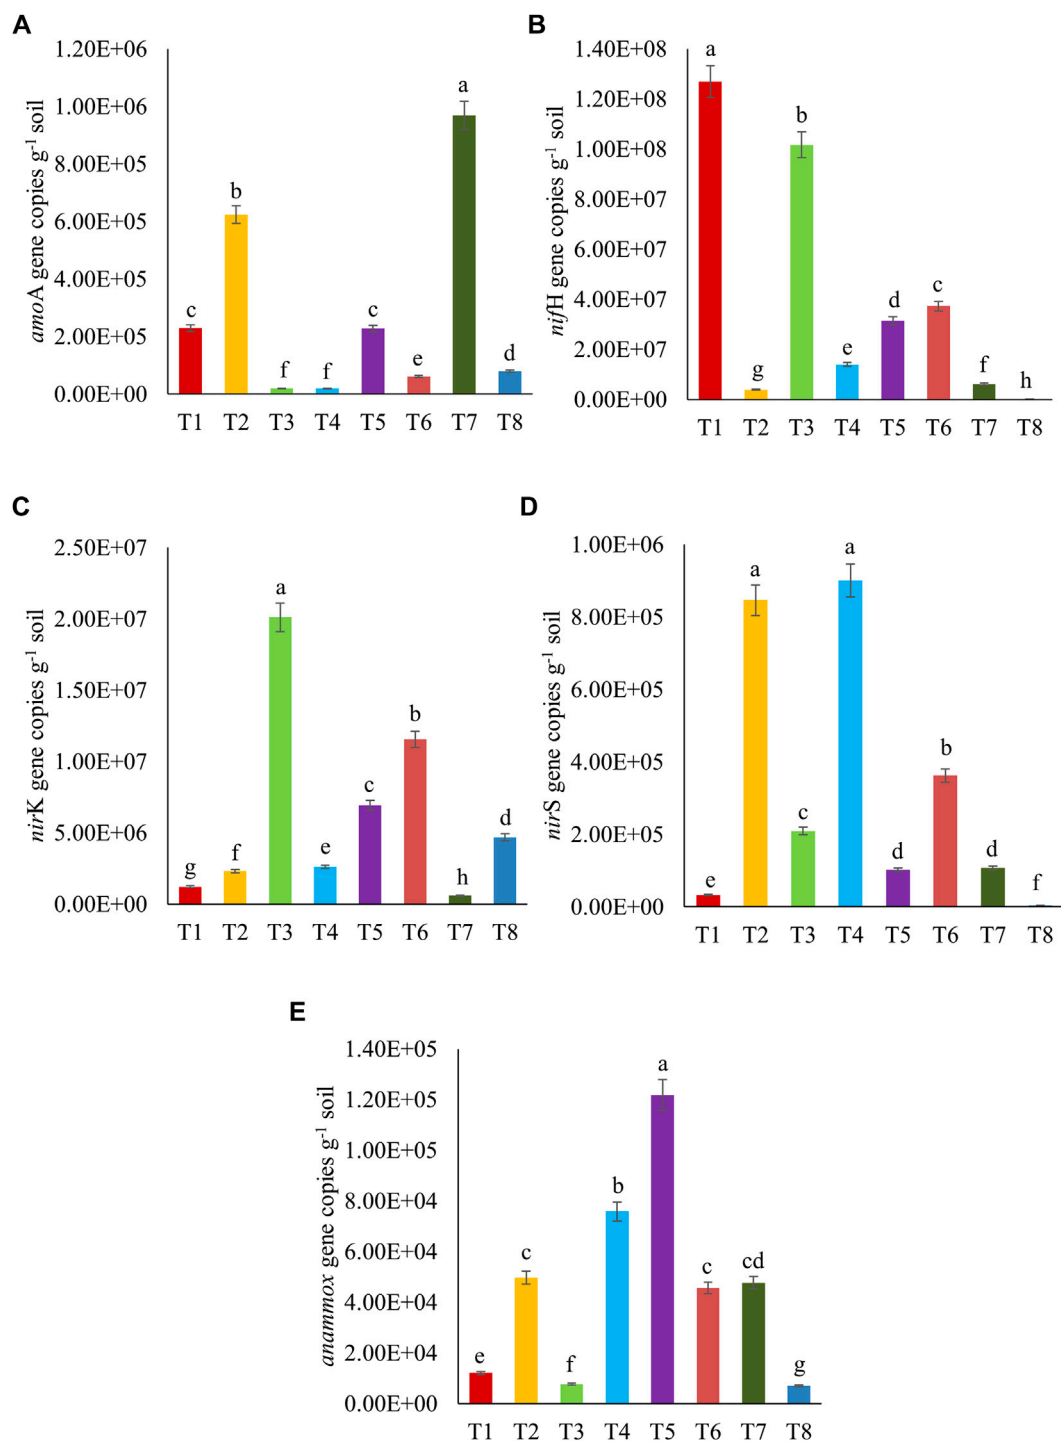 A
amoA gene copies g-1 soil
1.20E+06
1.00E+06
8.00E+05
6.00E+05
4.00E+05
2.00E+05
0.00E+00
c b f f c e a d
T1 T2 T3 T4 T5 T6 T7 T8
B
nifH gene copies g-1 soil
1.40E+08
1.20E+08
1.00E+08
8.00E+07
6.00E+07
4.00E+07
2.00E+07
0.00E+00
a g b e d c f h
T1 T2 T3 T4 T5 T6 T7 T8
C
nirK gene copies g-1 soil
2.50E+07
2.00E+07
1.50E+07
1.00E+07
5.00E+06
0.00E+00
g f a e c b h d
T1 T2 T3 T4 T5 T6 T7 T8
D
nirS gene copies g-1 soil
1.00E+06
8.00E+05
6.00E+05
4.00E+05
2.00E+05
0.00E+00
e a c a d b d f
T1 T2 T3 T4 T5 T6 T7 T8
E
anammox gene copies g-1 soil
1.40E+05
1.20E+05
1.00E+05
8.00E+04
6.00E+04
4.00E+04
2.00E+04
0.00E+00
e c f b a c cd g
T1 T2 T3 T4 T5 T6 T7 T8